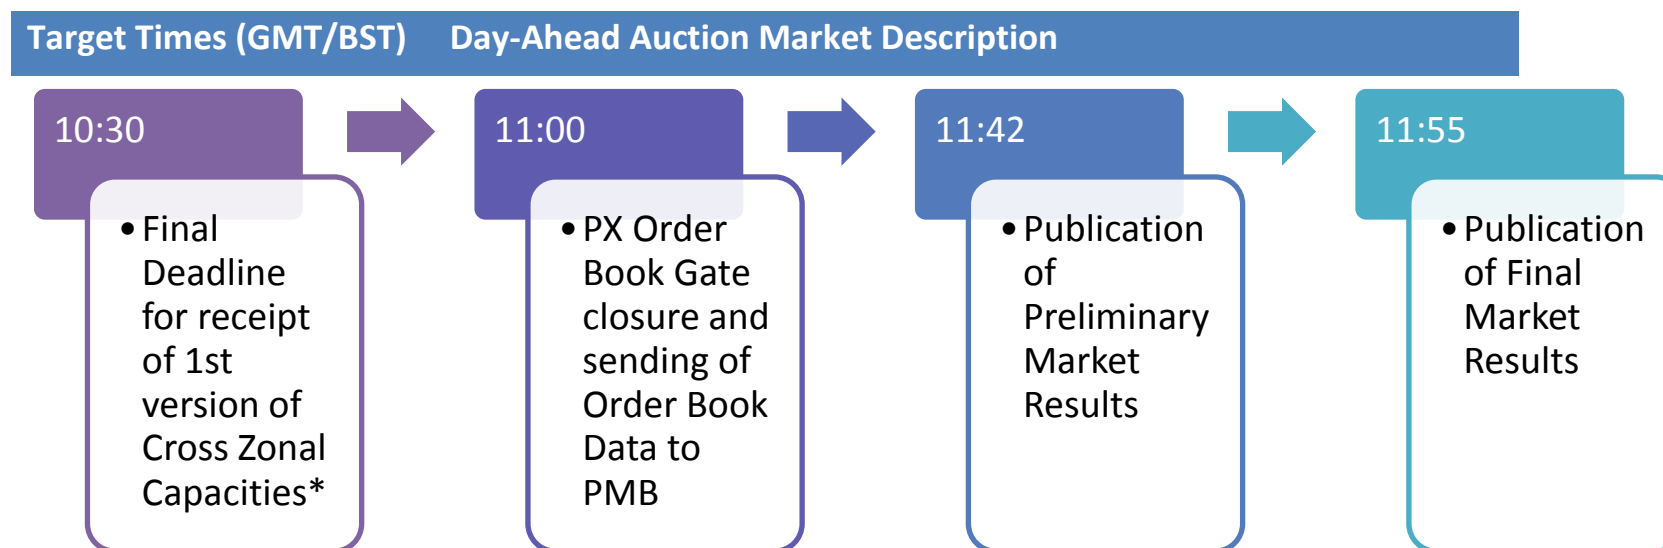 Target Times (GMT/BST) Day-Ahead Auction Market Description
10:30
• Final
Deadline
for receipt
of 1st
version of
Cross Zonal
Capacities*
11:00
• PX Order
Book Gate
closure and
sending of
Order Book
Data to
PMB
11:42
• Publication
of
Preliminary
Market
Results
11:55
• Publication
of Final
Market
Results